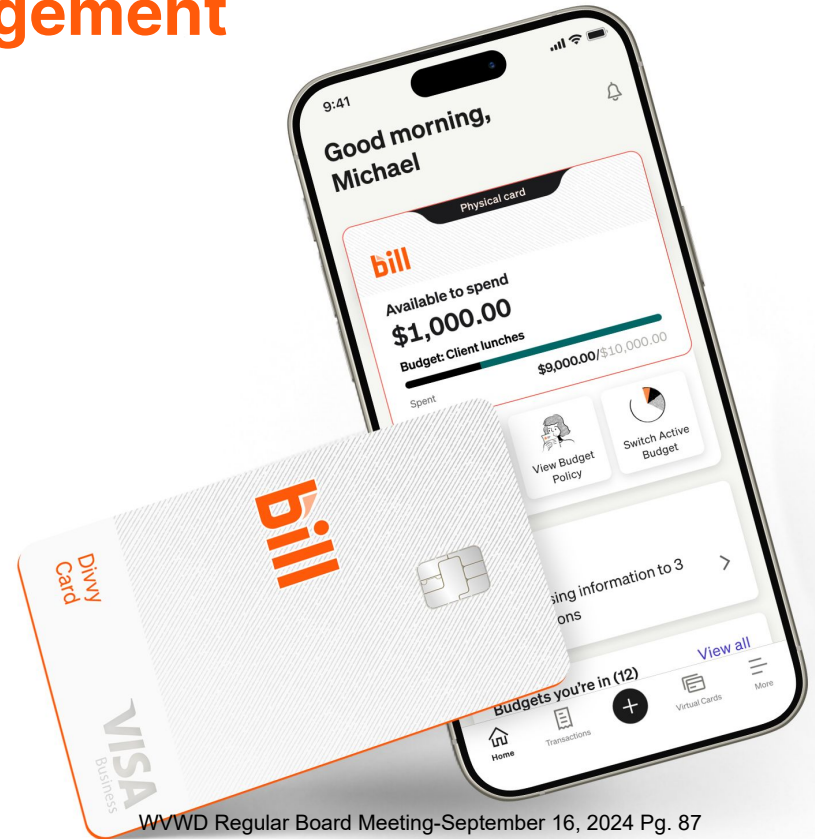 gement
9:41
Good morning,
Michael
Physical card
bill
Available to spend
$1,000.00
Budget: Client lunches
$9,000.00/$10,000.00
Spent
View Budget
Policy
Switch Active
Budget
sing information to 3
ons
Budgets you're in (12)
View all
Home
Transactions
+
Virtual Cards
More
Divvy
Card
bill
VISA
Business
WVWD Regular Board Meeting-September 16, 2024 Pg. 87